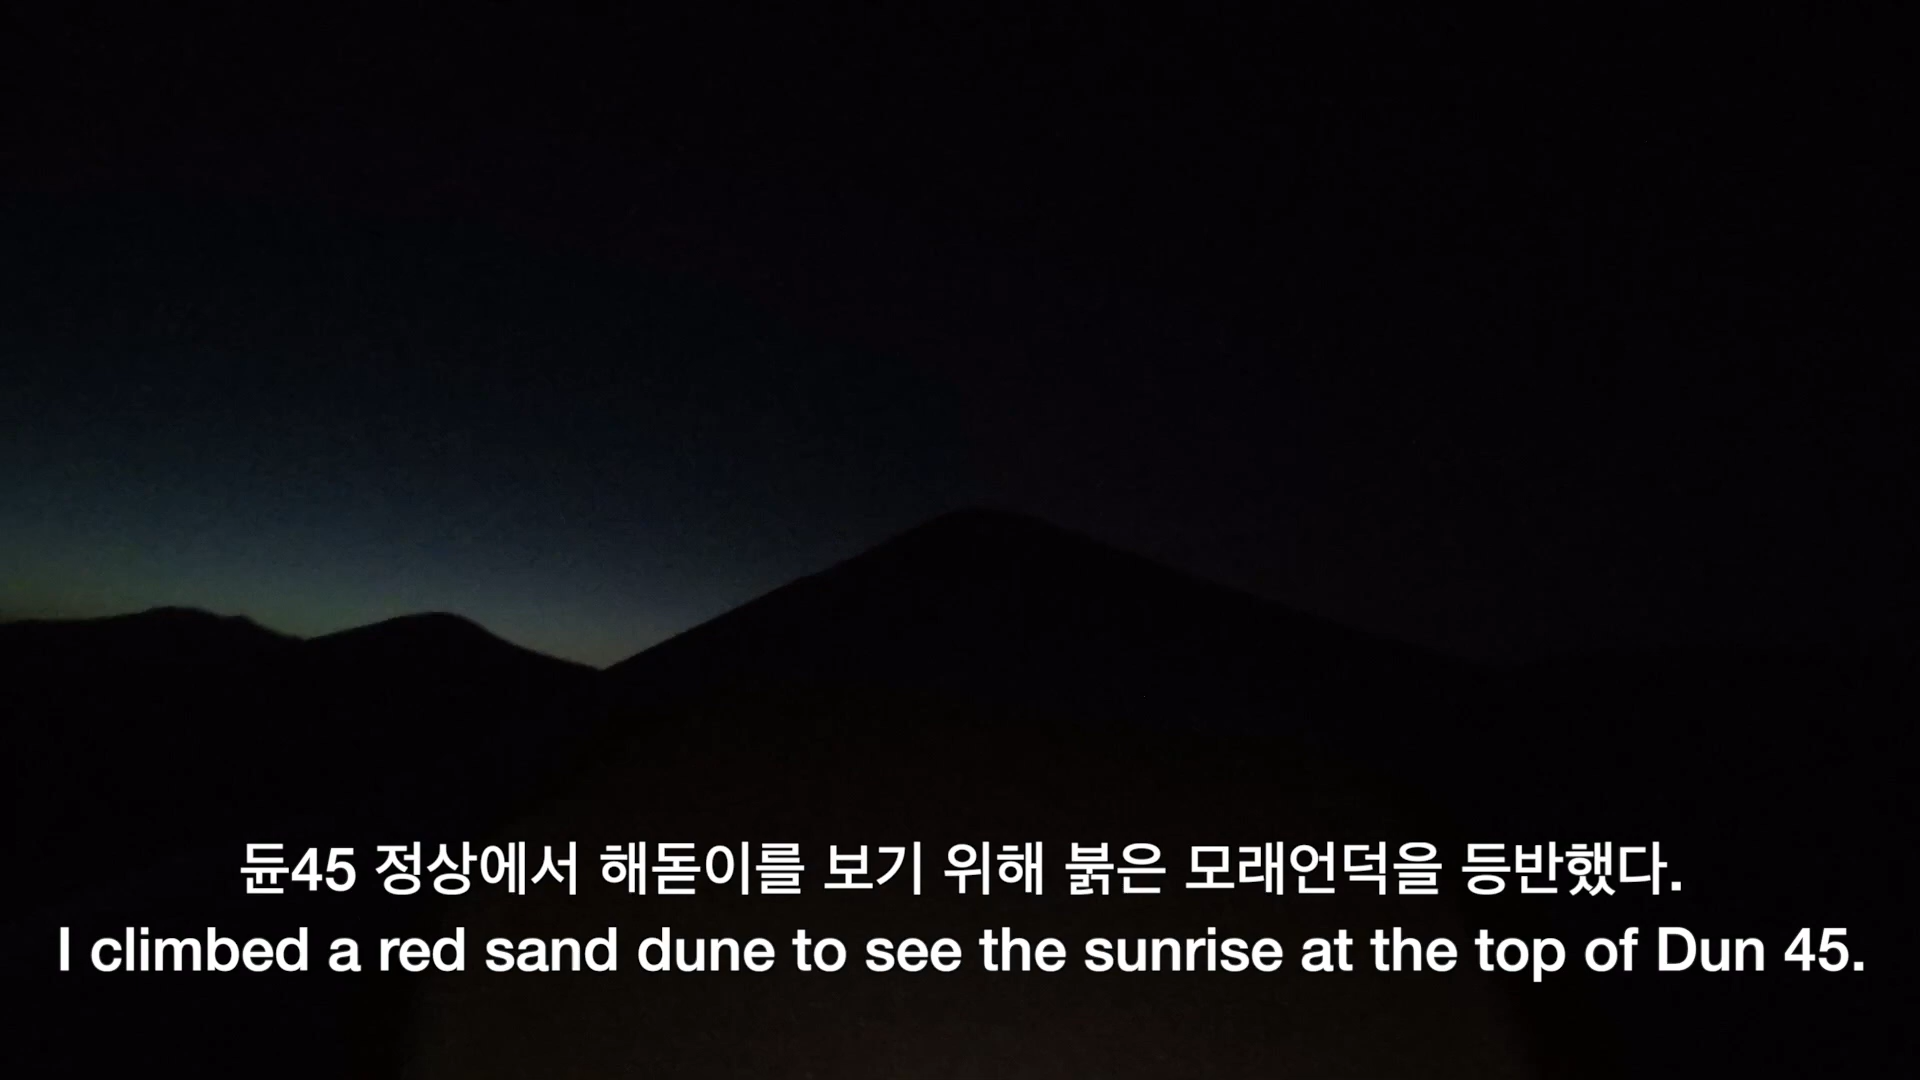 듄45 정상에서 해돋이를 보기 위해 붉은 모래언덕을 등반했다.
I climbed a red sand dune to see the sunrise at the top of Dun 45.